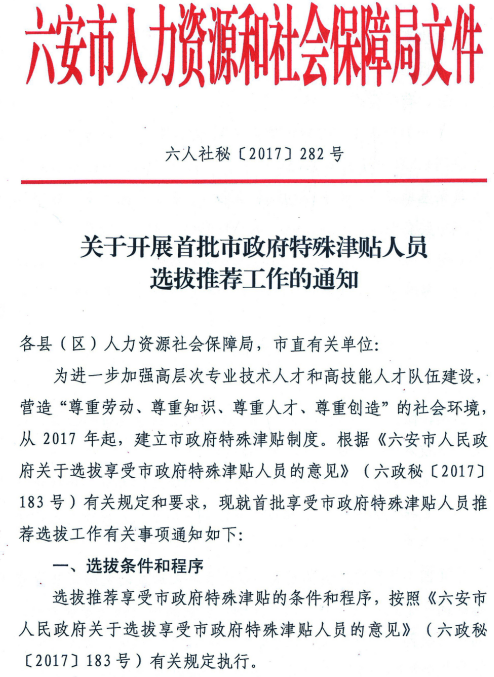 六安市人力资源和社会保障局文件
六人社秘〔2017〕282 号
关于开展首批市政府特殊津贴人员
选拔推荐工作的通知
各县（区）人力资源社会保障局，市直有关单位：
为进一步加强高层次专业技术人才和高技能人才队伍建设，
营造“尊重劳动、尊重知识、尊重人才、尊重创造”的社会环境，
从 2017 年起，建立市政府特殊津贴制度。根据《六安市人民政
府关于选拔享受市政府特殊津贴人员的意见》（六政秘〔2017〕
183 号）有关规定和要求，现就首批享受市政府特殊津贴人员推
荐选拔工作有关事项通知如下：
一、选拔条件和程序
选拔推荐享受市政府特殊津贴的条件和程序，按照《六安市
人民政府关于选拔享受市政府特殊津贴人员的意见》（六政秘
〔2017〕183 号）有关规定执行。